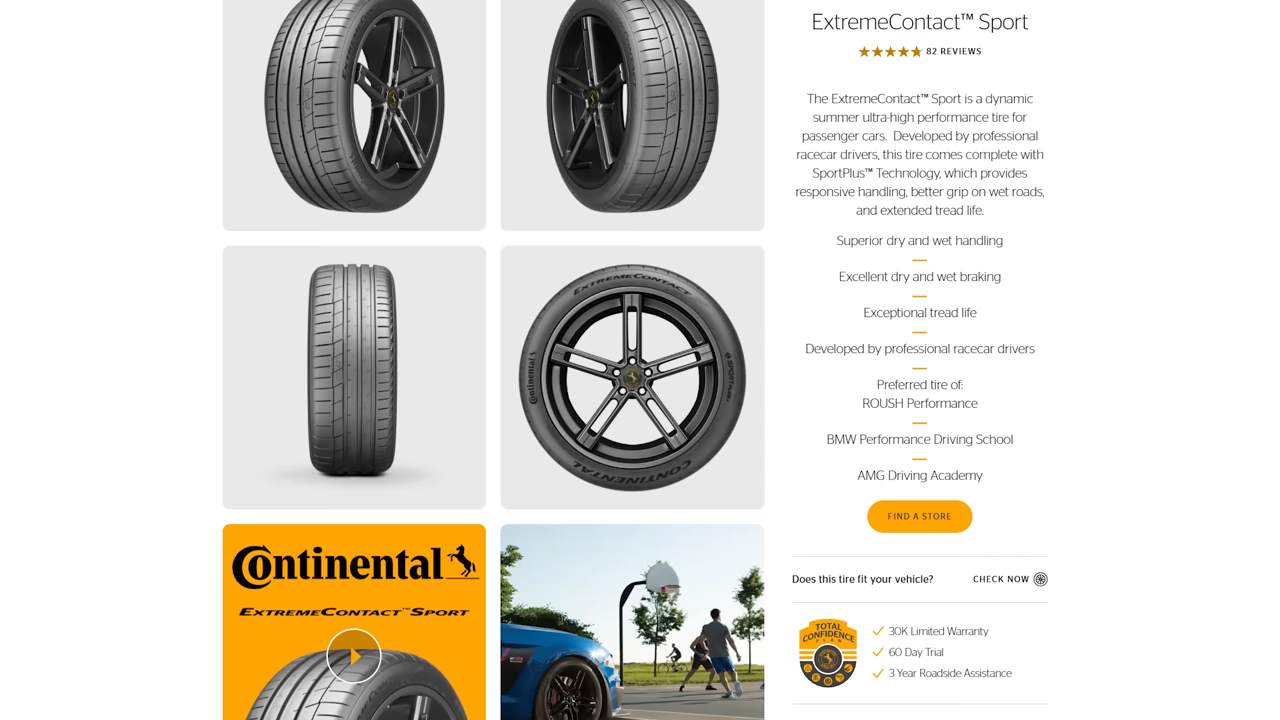 ExtremeContact™ Sport
82 REVIEWS
The ExtremeContact™ Sport is a dynamic
summer ultra-high performance tire for
passenger cars. Developed by professional
racecar drivers, this tire comes complete with
SportPlus™ Technology, which provides
responsive handling, better grip on wet roads,
and extended tread life.
Superior dry and wet handling
Excellent dry and wet braking
Exceptional tread life
Developed by professional racecar drivers
Preferred tire of:
ROUSH Performance
BMW Performance Driving School
AMG Driving Academy
FIND A STORE
Does this tire fit your vehicle?
CHECK NOW
TOTAL
CONFIDENCE
PLAN
30K Limited Warranty
60 Day Trial
3 Year Roadside Assistance
EXTREMECONTACT
Continental
CONTINENTAL
Continental
EXTREMECONTACT™SPORT